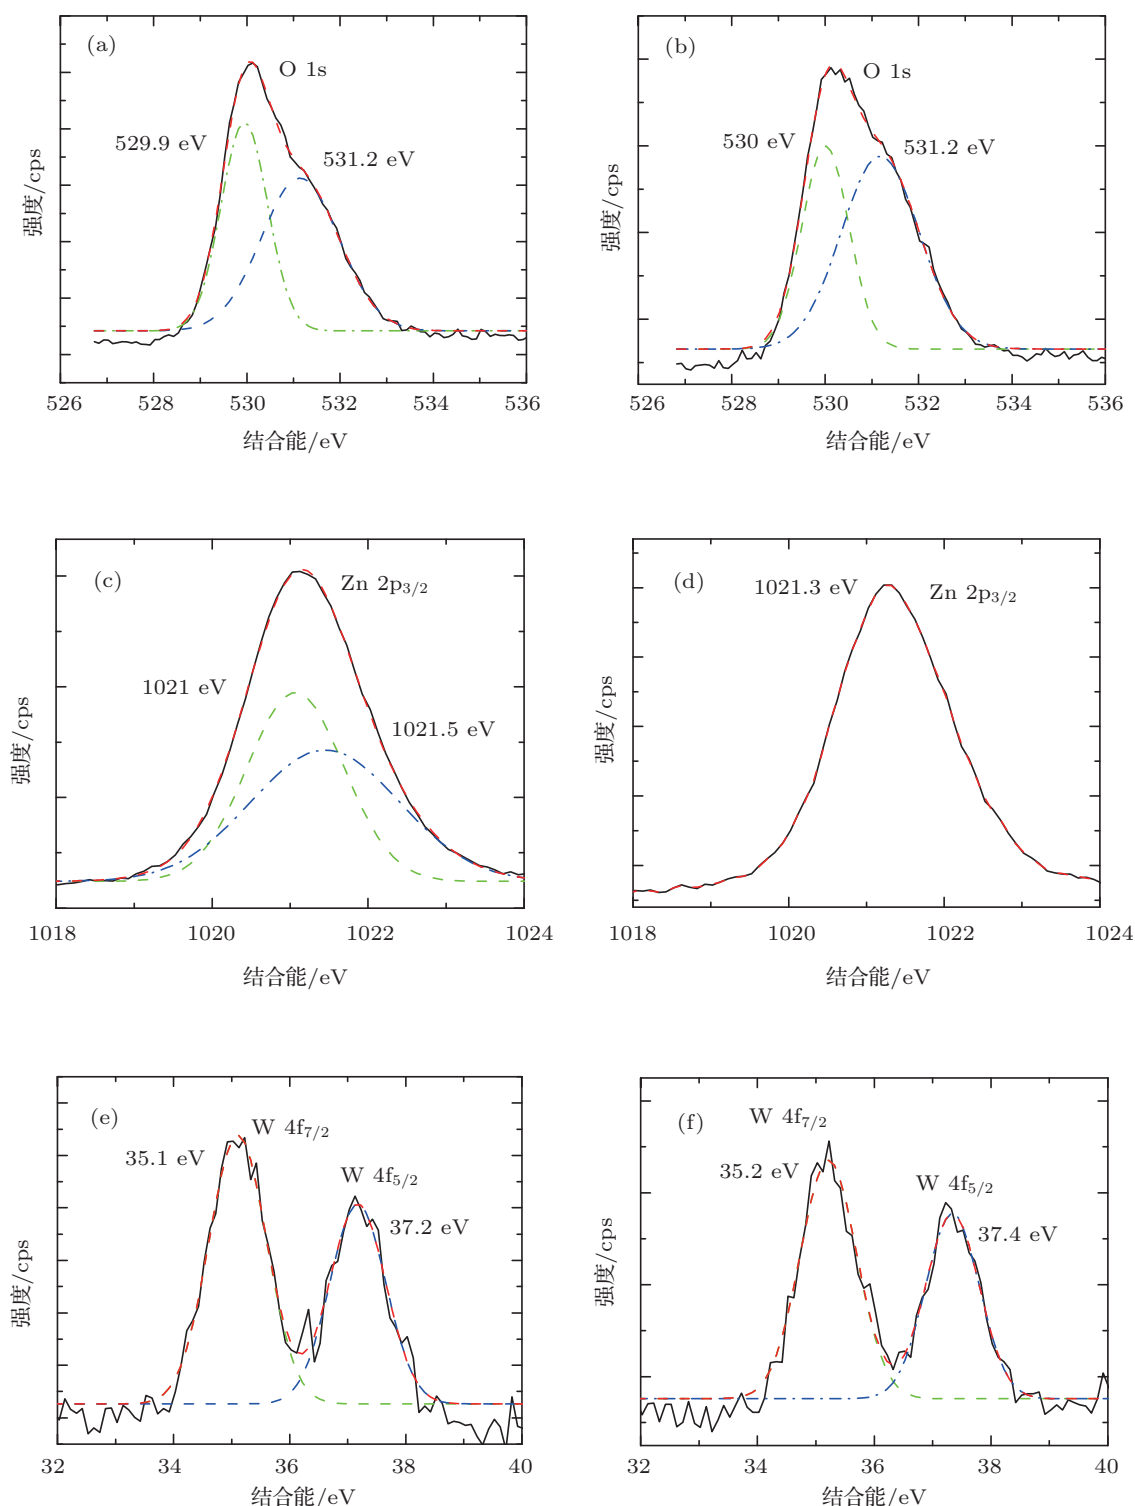 (a)
O 1s
529.9 eV
531.2 eV
强度/cps
526 528 530 532 534 536
结合能/eV
(b)
O 1s
530 eV
531.2 eV
强度/cps
526 528 530 532 534 536
结合能/eV
(c)
Zn 2p3/2
1021 eV
1021.5 eV
强度/cps
1018 1020 1022 1024
结合能/eV
(d)
1021.3 eV
Zn 2p3/2
强度/cps
1018 1020 1022 1024
结合能/eV
(e)
W 4f7/2
35.1 eV
W 4f5/2
37.2 eV
强度/cps
32 34 36 38 40
结合能/eV
(f)
W 4f7/2
35.2 eV
W 4f5/2
37.4 eV
强度/cps
32 34 36 38 40
结合能/eV